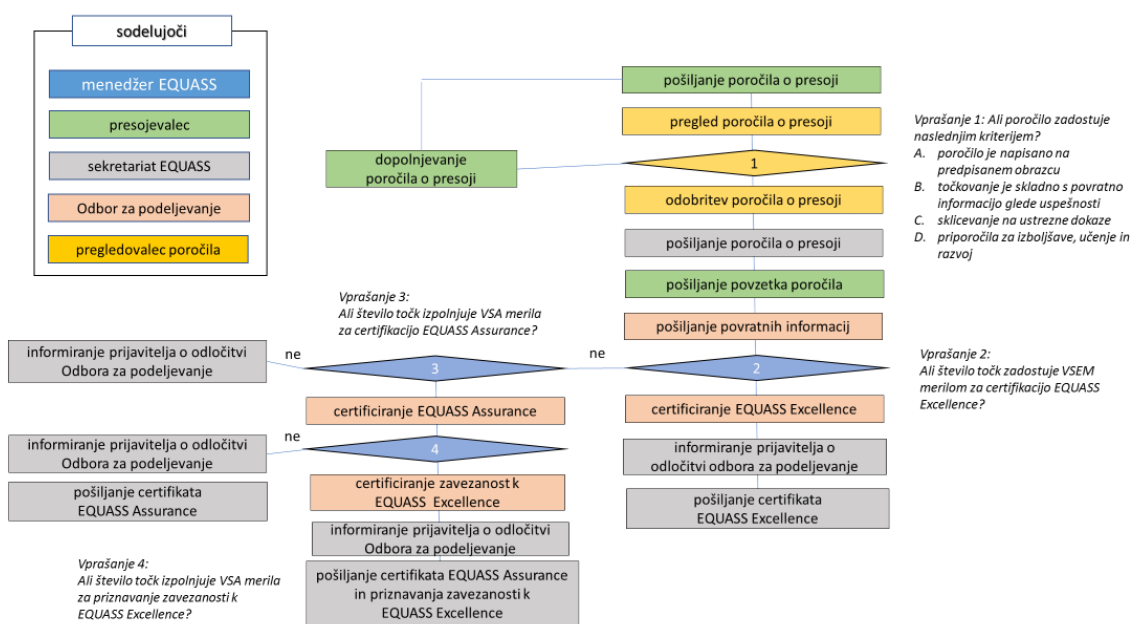 sodelujoči
menedžer EQUASS
presojevalec
sekretariat EQUASS
Odbor za podeljevanje
pregledovalec poročila
pošiljanje poročila o presoji
pregled poročila o presoji
dopolnjevanje
poročila o presoji
1
odobritev poročila o presoji
pošiljanje poročila o presoji
pošiljanje povzetka poročila
pošiljanje povratnih informacij
Vprašanje 1: Ali poročilo zadostuje
naslednjim kriterijem?
A. poročilo je napisano na
predpisanem obrazcu
B. točkovanje je skladno s povratno
informacijo glede uspešnosti
C. sklicevanje na ustrezne dokaze
D. priporočila za izboljšave, učenje in
razvoj
Vprašanje 3:
Ali število točk izpolnjuje VSA merila
za certifikacijo EQUASS Assurance?
informiranje prijavitelja o odločitvi
Odbora za podeljevanje
ne
3
ne
2
Vprašanje 2:
Ali število točk zadostuje VSEM
merilom za certifikacijo EQUASS
Excellence?
certificiranje EQUASS Assurance
certificiranje EQUASS Excellence
informiranje prijavitelja o odločitvi
Odbora za podeljevanje
ne
4
informiranje prijavitelja o
odločitvi odbora za podeljevanje
pošiljanje certifikata
EQUASS Assurance
certificiranje zavezanost k
EQUASS Excellence
pošiljanje certifikata
EQUASS Excellence
informiranje prijavitelja o odločitvi
Odbora za podeljevanje
Vprašanje 4:
Ali število točk izpolnjuje VSA merila
za priznavanje zavezanosti k
EQUASS Excellence?
pošiljanje certifikata EQUASS Assurance
in priznavanja zavezanosti k
EQUASS Excellence